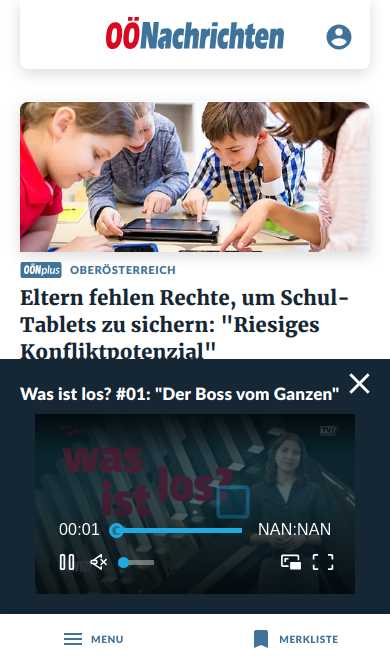 OÖNachrichten
OÖNplus OBERÖSTERREICH
Eltern fehlen Rechte, um Schul-
Tablets zu sichern: "Riesiges
Konfliktpotenzial"
Was ist los? #01: "Der Boss vom Ganzen"
TV1
was
ist los?
00:01 NAN:NAN
MENU MERKLISTE